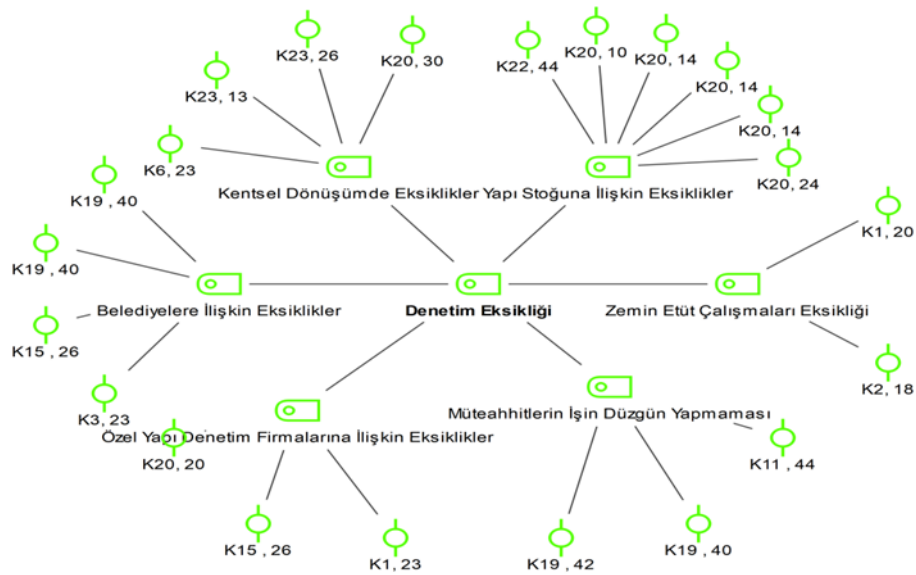 K23, 26
K20, 30
K20, 10
K22, 44
K20, 14
K23, 13
K20, 14
K20, 14
K6, 23
K20, 24
Kentsel Dönüşümde Eksiklikler
Yapı Stoğuna İlişkin Eksiklikler
K19 , 40
K1, 20
K19 , 40
Belediyelere İlişkin Eksiklikler
Denetim Eksikliği
Zemin Etüt Çalışmaları Eksikliği
K15 , 26
K2, 18
K3, 23
Müteahhitlerin İşin Düzgün Yapmaması
Özel Yapı Denetim Firmalarına İlişkin Eksiklikler
K20, 20
K11 , 44
K15 , 26
K1, 23
K19 , 42
K19 , 40